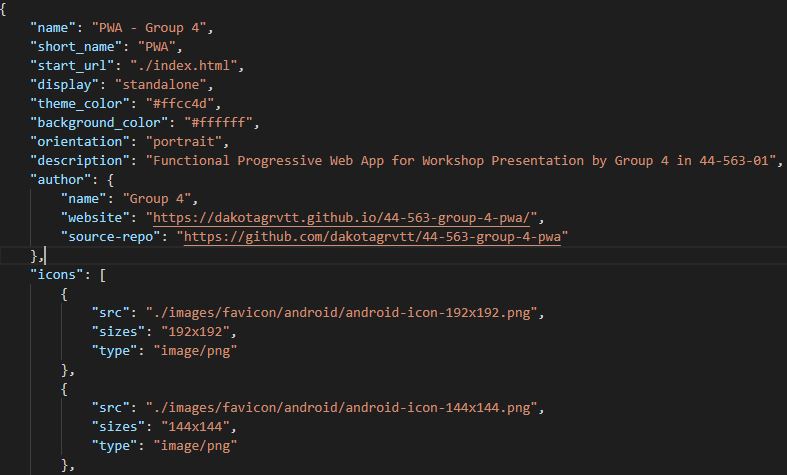 {
    "name": "PWA - Group 4",
    "short_name": "PWA",
    "start_url": "./index.html",
    "display": "standalone",
    "theme_color": "#ffcc4d",
    "background_color": "#ffffff",
    "orientation": "portrait",
    "description": "Functional Progressive Web App for Workshop Presentation by Group 4 in 44-563-01",
    "author": {
        "name": "Group 4",
        "website": "https://dakotagrvtt.github.io/44-563-group-4-pwa/",
        "source-repo": "https://github.com/dakotagrvtt/44-563-group-4-pwa"
    },
    "icons": [
        {
            "src": "./images/favicon/android/android-icon-192x192.png",
            "sizes": "192x192",
            "type": "image/png"
        },
        {
            "src": "./images/favicon/android/android-icon-144x144.png",
            "sizes": "144x144",
            "type": "image/png"
        },